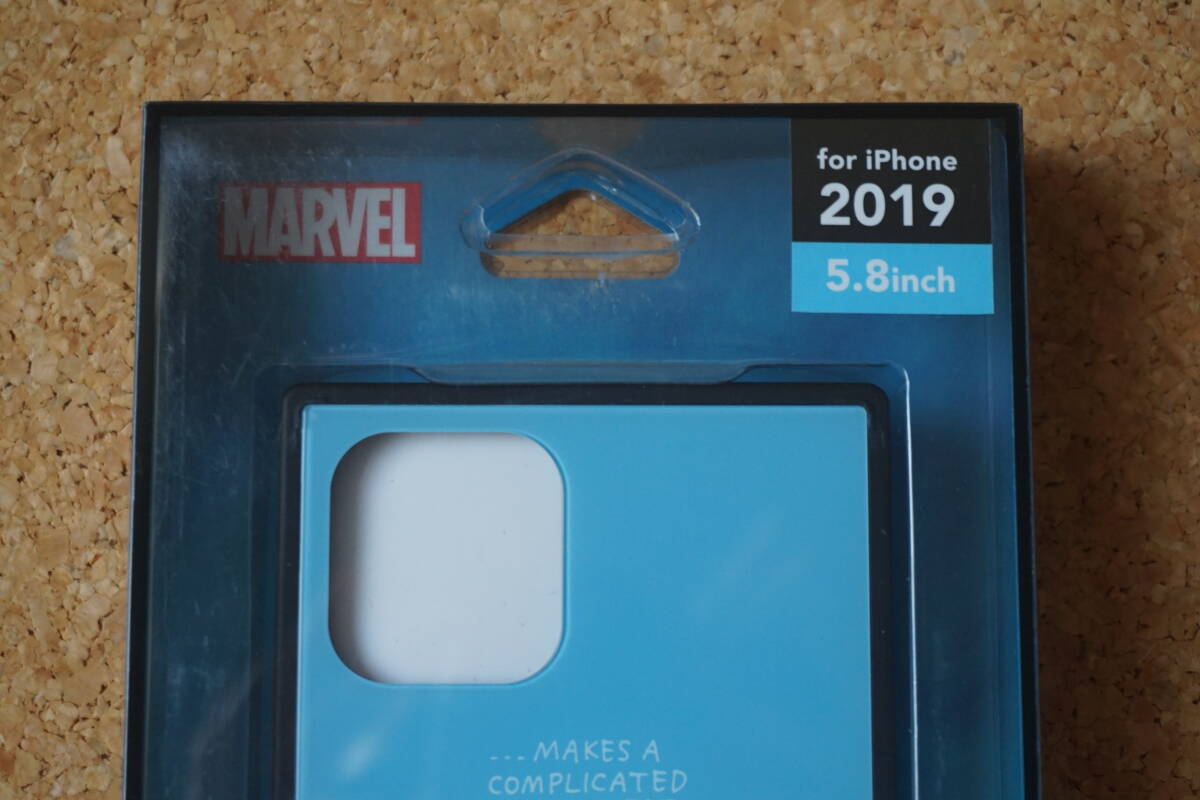 MARVEL
for iPhone
2019
5.8inch
...MAKES A
COMPLICATED